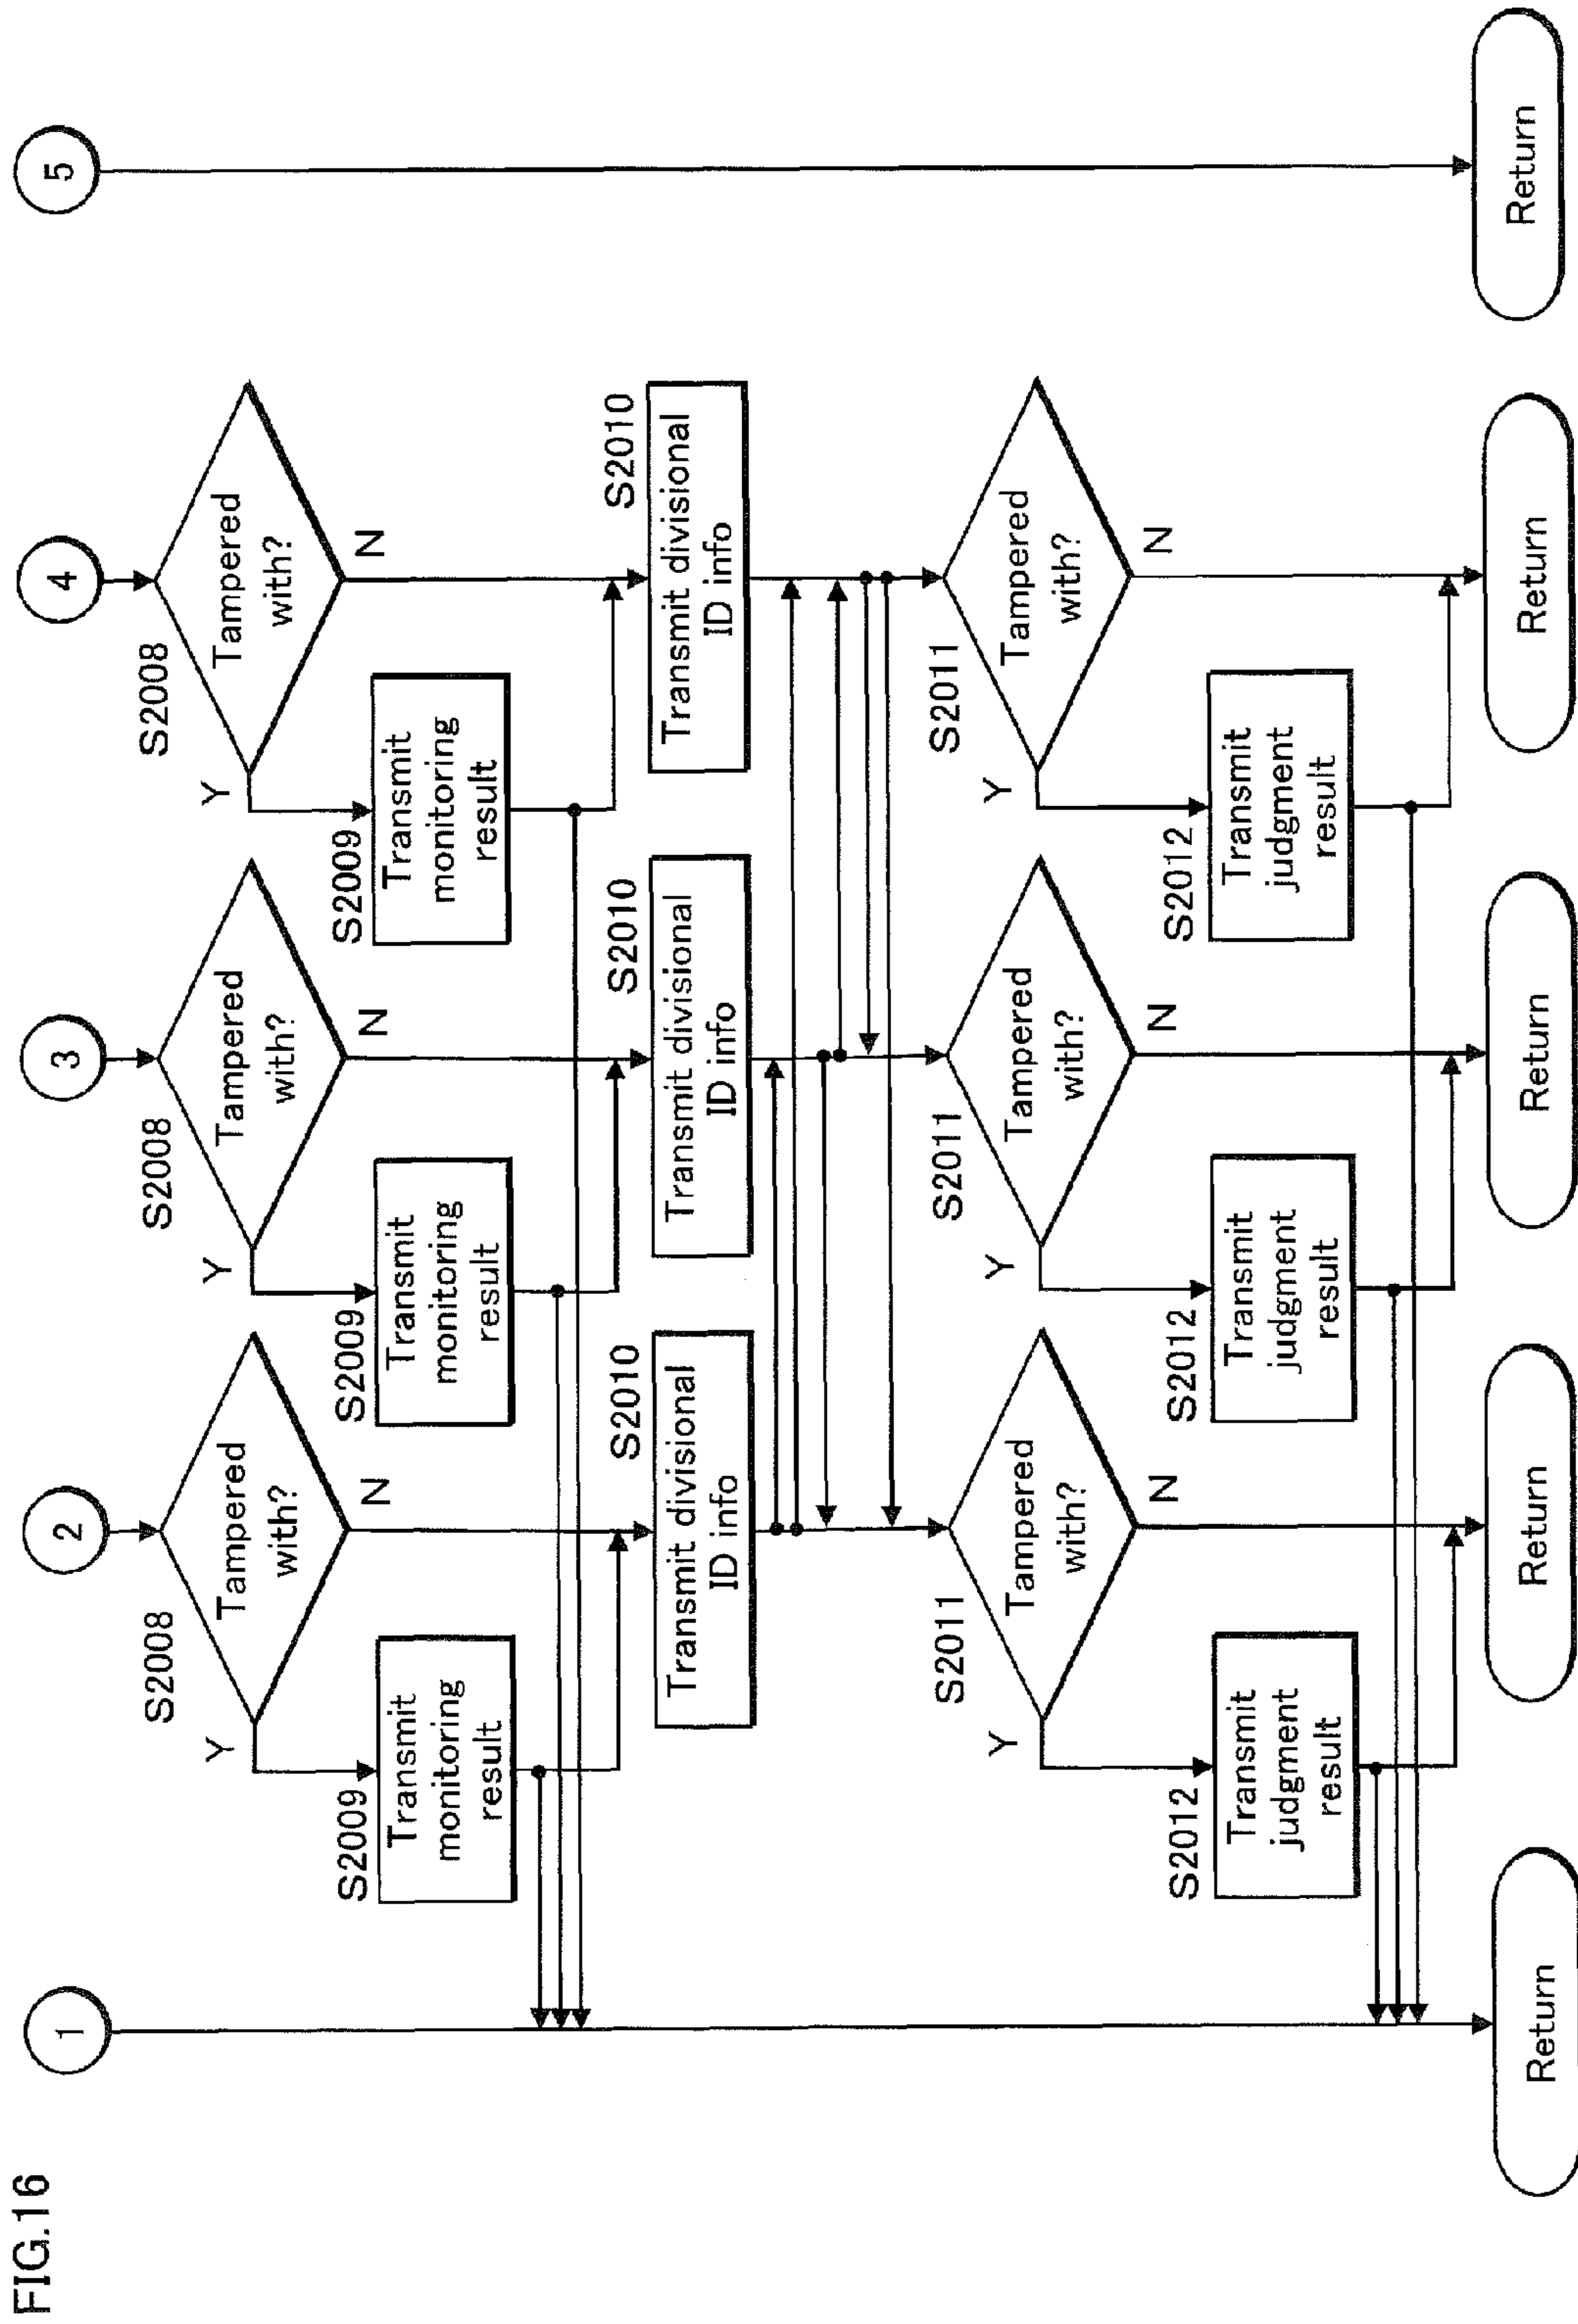 FIG.16
1
2
3
4
5
S2008
Tampered
with?
Y
N
S2008
Tampered
with?
Y
N
S2008
Tampered
with?
Y
N
S2009
Transmit
monitoring
result
S2009
Transmit
monitoring
result
S2009
Transmit
monitoring
result
S2010
Transmit divisional
ID info
S2010
Transmit divisional
ID info
S2010
Transmit divisional
ID info
S2011
Tampered
with?
Y
N
S2011
Tampered
with?
Y
N
S2011
Tampered
with?
Y
N
S2012
Transmit
judgment
result
S2012
Transmit
judgment
result
S2012
Transmit
judgment
result
Return
Return
Return
Return
Return